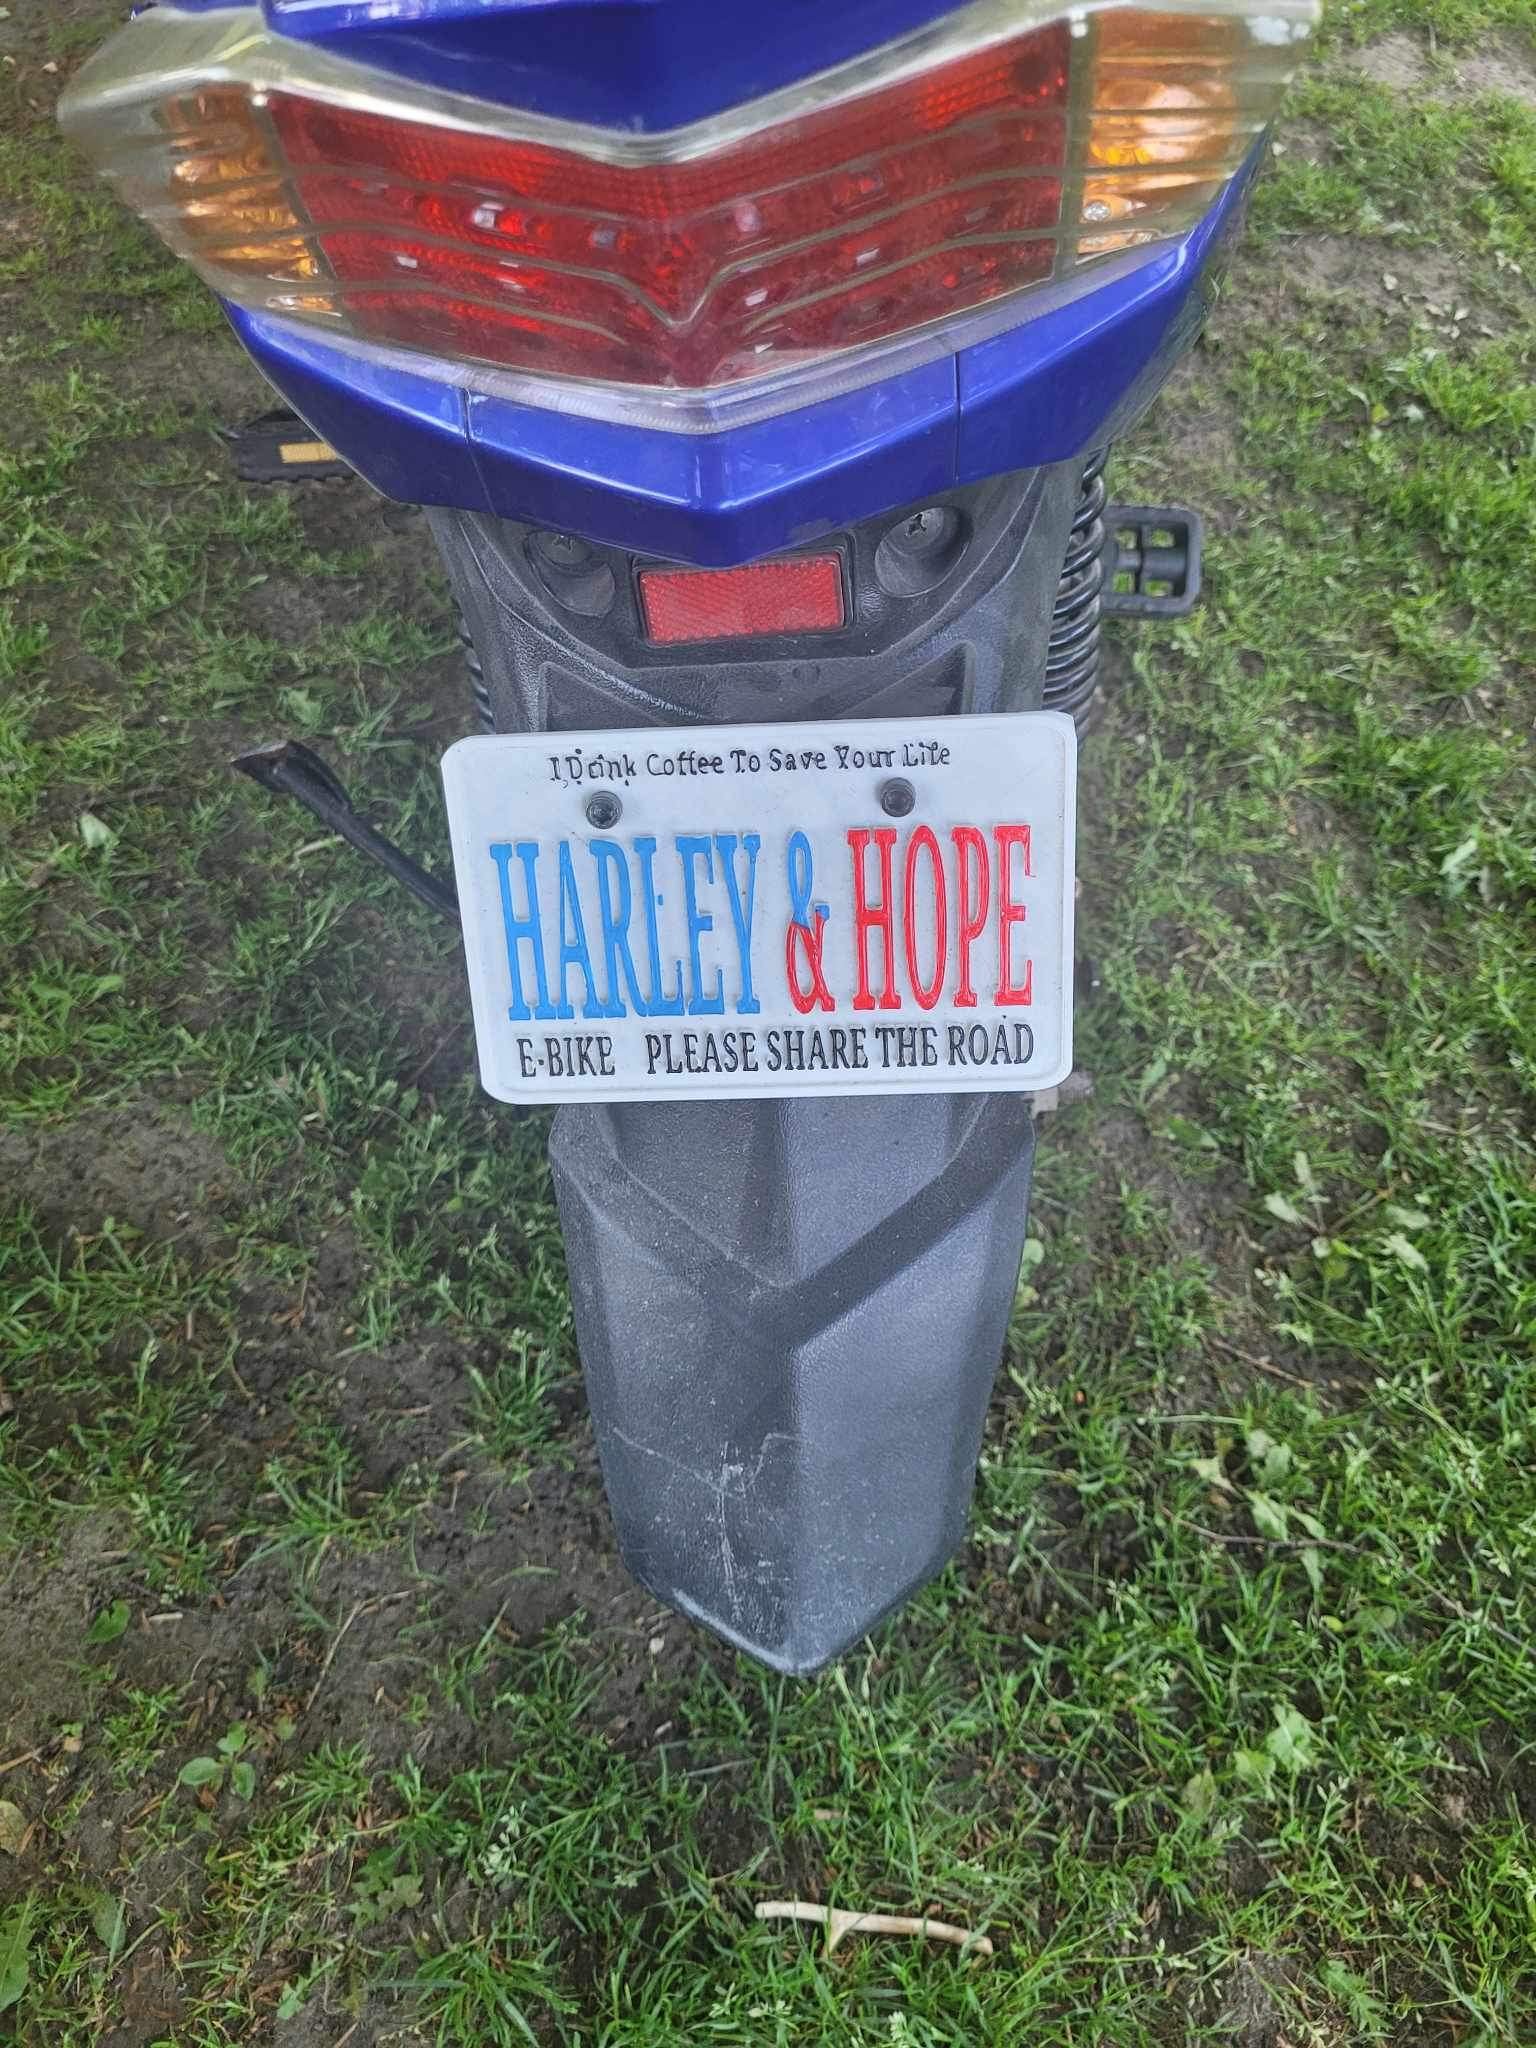 I Drink Coffee To Save Your Life
HARLEY & HOPE
E-BIKE PLEASE SHARE THE ROAD